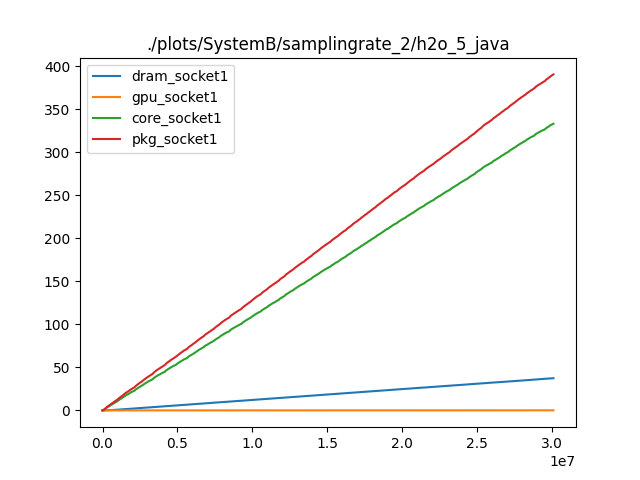 ./plots/SystemB/samplingrate_2/h2o_5_java
dram_socket1
gpu_socket1
core_socket1
pkg_socket1
400
350
300
250
200
150
100
50
0
0.0 0.5 1.0 1.5 2.0 2.5 3.0
1e7